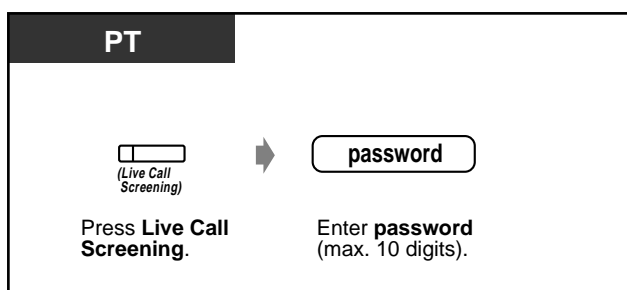 PT
(Live Call
Screening)
password
Press Live Call
Screening.
Enter password
(max. 10 digits).